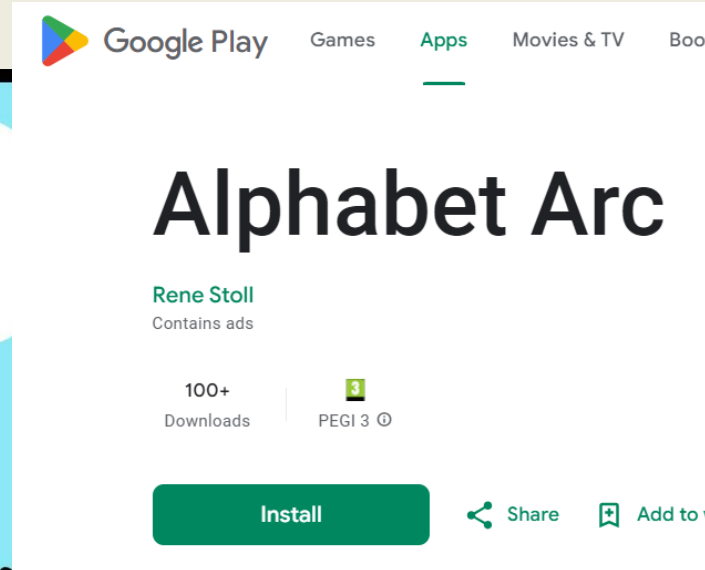 Google Play Games Apps Movies & TV Boo
Alphabet Arc
Rene Stoll
Contains ads
100+ 3
Downloads PEGI 3
Install Share Add to